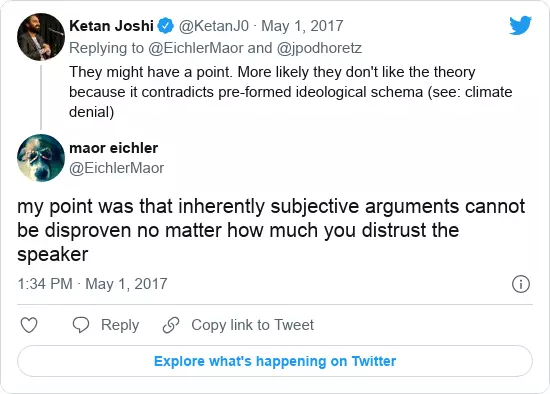 Ketan Joshi @KetanJ0 · May 1, 2017
Replying to @EichlerMaor and @jpodhoretz
They might have a point. More likely they don't like the theory
because it contradicts pre-formed ideological schema (see: climate
denial)
maor eichler
@EichlerMaor
my point was that inherently subjective arguments cannot
be disproven no matter how much you distrust the
speaker
1:34 PM · May 1, 2017
Reply Copy link to Tweet
Explore what's happening on Twitter